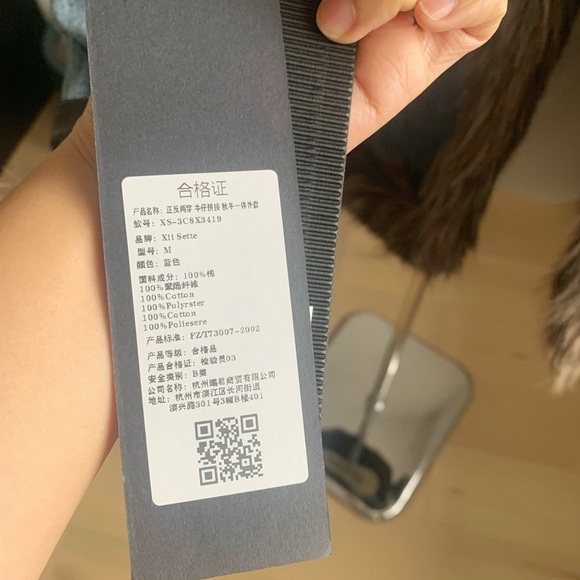 合格证
产品名称: 正反两穿 牛仔拼接 秋冬一体外套
款号: XS-3C8X3419
品牌: Xli Sette
型号: M
颜色: 蓝色
面料成分: 100%棉
100%聚酯纤维
100%Cotton
100%Polyrster
100%Cotton
100%Poliesere
产品标准: FZ/T73007-2002
产品等级: 合格品
产品合格证: 检验员03
安全类别: B类
公司名称: 杭州 君商贸有限公司
地址: 杭州市滨江区长河街道
滨兴路301号3幢B楼401